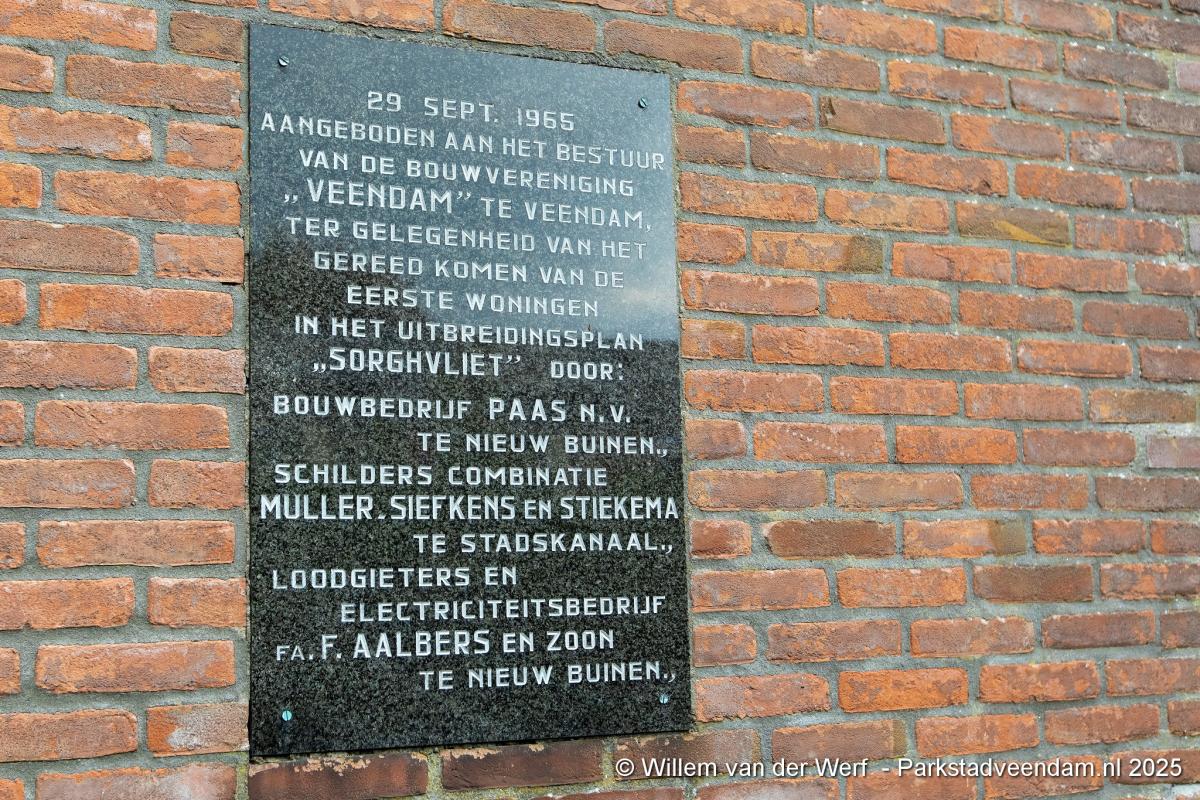 29 SEPT. 1965
AANGEBODEN AAN HET BESTUUR
VAN DE BOUWVERENIGING
„VEENDAM” TE VEENDAM,
TER GELEGENHEID VAN HET
GEREED KOMEN VAN DE
EERSTE WONINGEN
IN HET UITBREIDINGSPLAN
„SORGHVLIET” DOOR:
BOUWBEDRIJF PAAS N.V.
TE NIEUW BUINEN.,
SCHILDERS COMBINATIE
MULLER-SIEFKENS EN STIEKEMA
TE STADSKANAAL.,
LOODGIETERS EN
ELECTRICITEITSBEDRIJF
FA. F. AALBERS EN ZOON
TE NIEUW BUINEN.,
© Willem van der Werf - Parkstadveendam.nl 2025